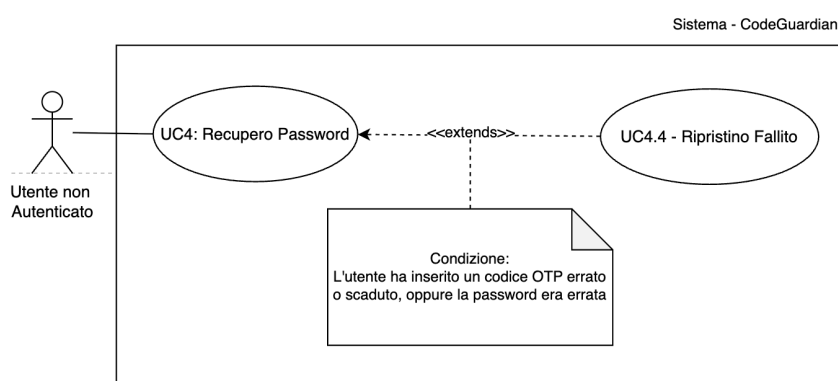 Sistema - CodeGuardian
UC4: Recupero Password
<<extends>>
UC4.4 - Ripristino Fallito
Utente non
Autenticato
Condizione:
L'utente ha inserito un codice OTP errato
o scaduto, oppure la password era errata